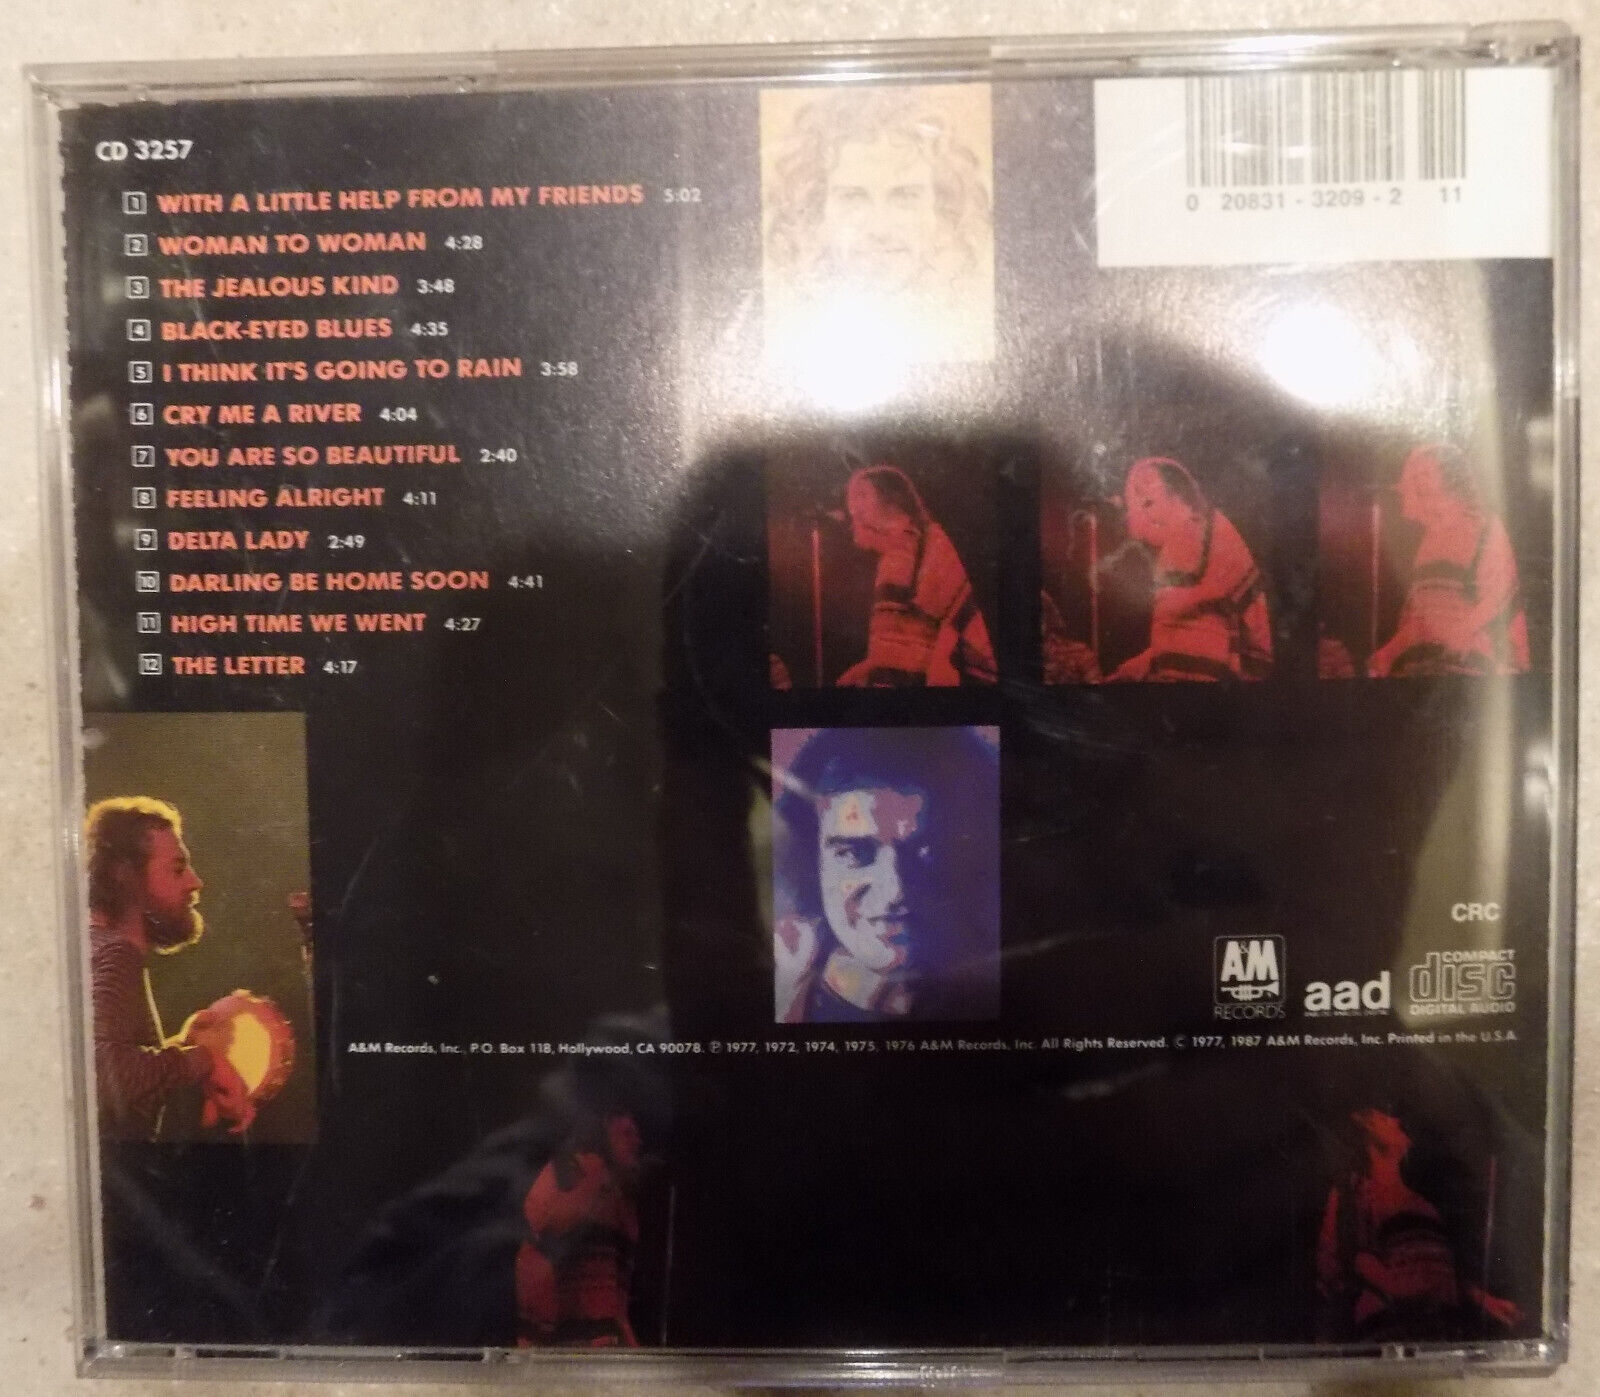 CD 3257
0 20831-3209-2 11
1 WITH A LITTLE HELP FROM MY FRIENDS 5:02
2 WOMAN TO WOMAN 4:28
3 THE JEALOUS KIND 3:48
4 BLACK-EYED BLUES 4:35
5 I THINK IT'S GOING TO RAIN 3:58
6 CRY ME A RIVER 4:04
7 YOU ARE SO BEAUTIFUL 2:40
8 FEELING ALRIGHT 4:11
9 DELTA LADY 2:49
10 DARLING BE HOME SOON 4:41
11 HIGH TIME WE WENT 4:27
12 THE LETTER 4:17
CRC
A&M
RECORDS
aad
COMPACT
disc
DIGITAL AUDIO
A&M Records, Inc., P.O. Box 118, Hollywood, CA 90078. ℗ 1977, 1972, 1974, 1975, 1976 A&M Records, Inc. All Rights Reserved. © 1977, 1987 A&M Records, Inc. Printed in the U.S.A.